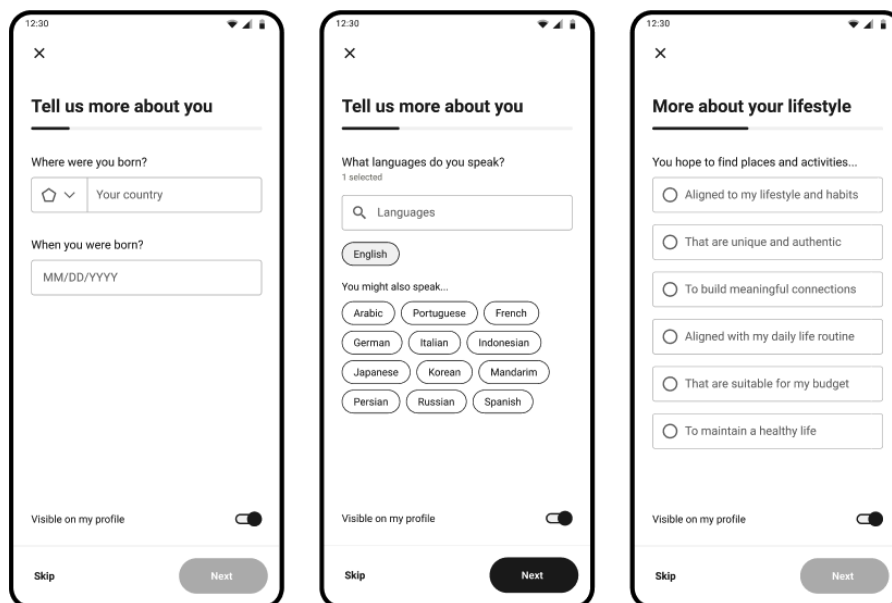 12:30
Tell us more about you
Where were you born?
Your country
When you were born?
MM/DD/YYYY
Visible on my profile
Skip
Next
12:30
Tell us more about you
What languages do you speak?
1 selected
Languages
English
You might also speak...
Arabic
Portuguese
French
German
Italian
Indonesian
Japanese
Korean
Mandarim
Persian
Russian
Spanish
Visible on my profile
Skip
Next
12:30
More about your lifestyle
You hope to find places and activities...
Aligned to my lifestyle and habits
That are unique and authentic
To build meaningful connections
Aligned with my daily life routine
That are suitable for my budget
To maintain a healthy life
Visible on my profile
Skip
Next